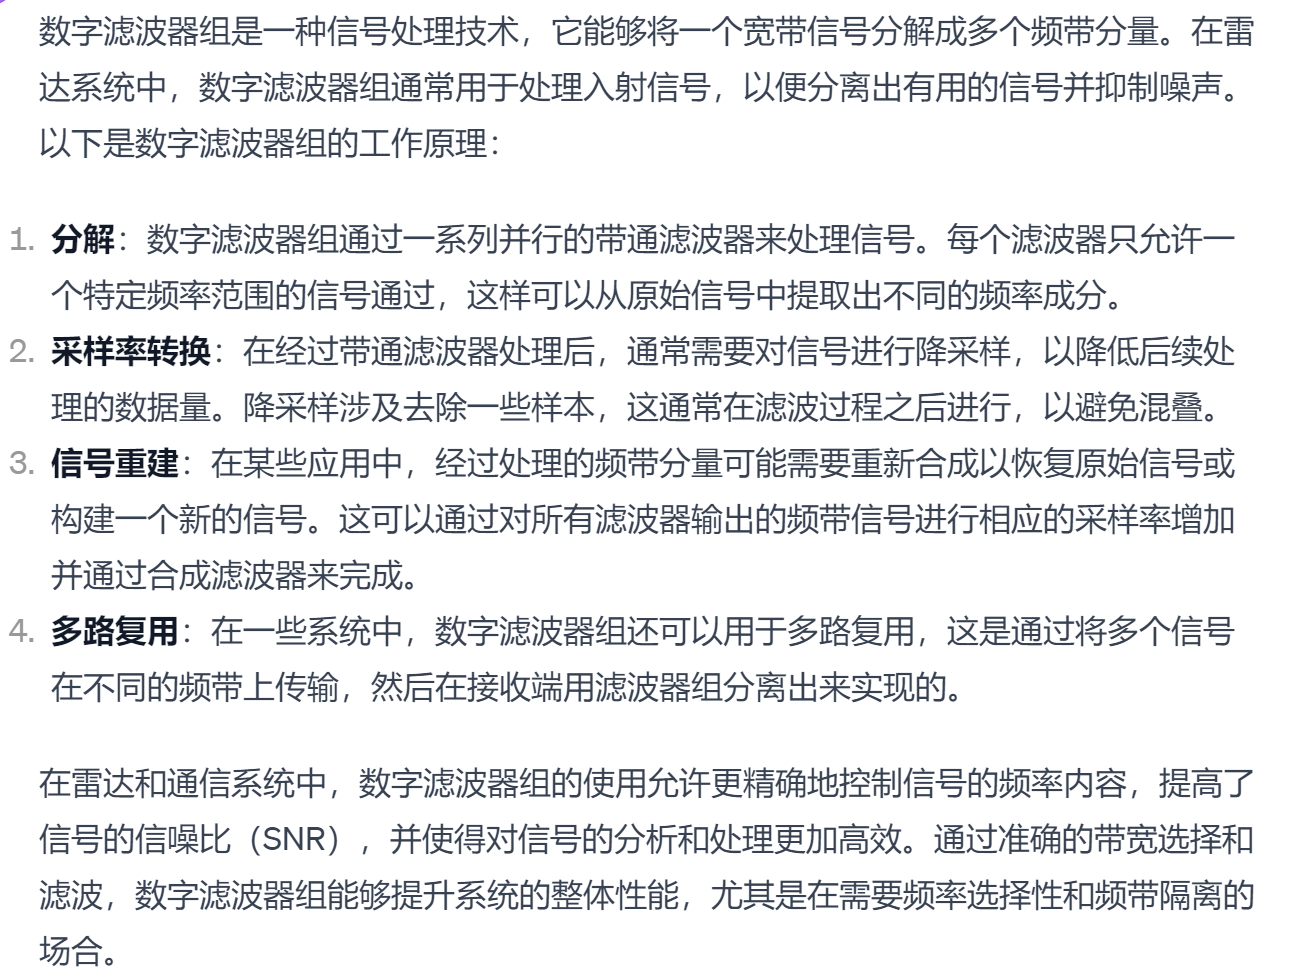 数字滤波器组是一种信号处理技术，它能够将一个宽带信号分解成多个频带分量。在雷
达系统中，数字滤波器组通常用于处理入射信号，以便分离出有用的信号并抑制噪声。
以下是数字滤波器组的工作原理：
1. 分解：数字滤波器组通过一系列并行的带通滤波器来处理信号。每个滤波器只允许一
个特定频率范围的信号通过，这样可以从原始信号中提取出不同的频率成分。
2. 采样率转换：在经过带通滤波器处理后，通常需要对信号进行降采样，以降低后续处
理的数据量。降采样涉及去除一些样本，这通常在滤波过程之后进行，以避免混叠。
3. 信号重建：在某些应用中，经过处理的频带分量可能需要重新合成以恢复原始信号或
构建一个新的信号。这可以通过对所有滤波器输出的频带信号进行相应的采样率增加
并通过合成滤波器来完成。
4. 多路复用：在一些系统中，数字滤波器组还可以用于多路复用，这是通过将多个信号
在不同的频带上传输，然后在接收端用滤波器组分离出来实现的。
在雷达和通信系统中，数字滤波器组的使用允许更精确地控制信号的频率内容，提高了
信号的信噪比（SNR），并使得对信号的分析和处理更加高效。通过准确的带宽选择和
滤波，数字滤波器组能够提升系统的整体性能，尤其是在需要频率选择性和频带隔离的
场合。